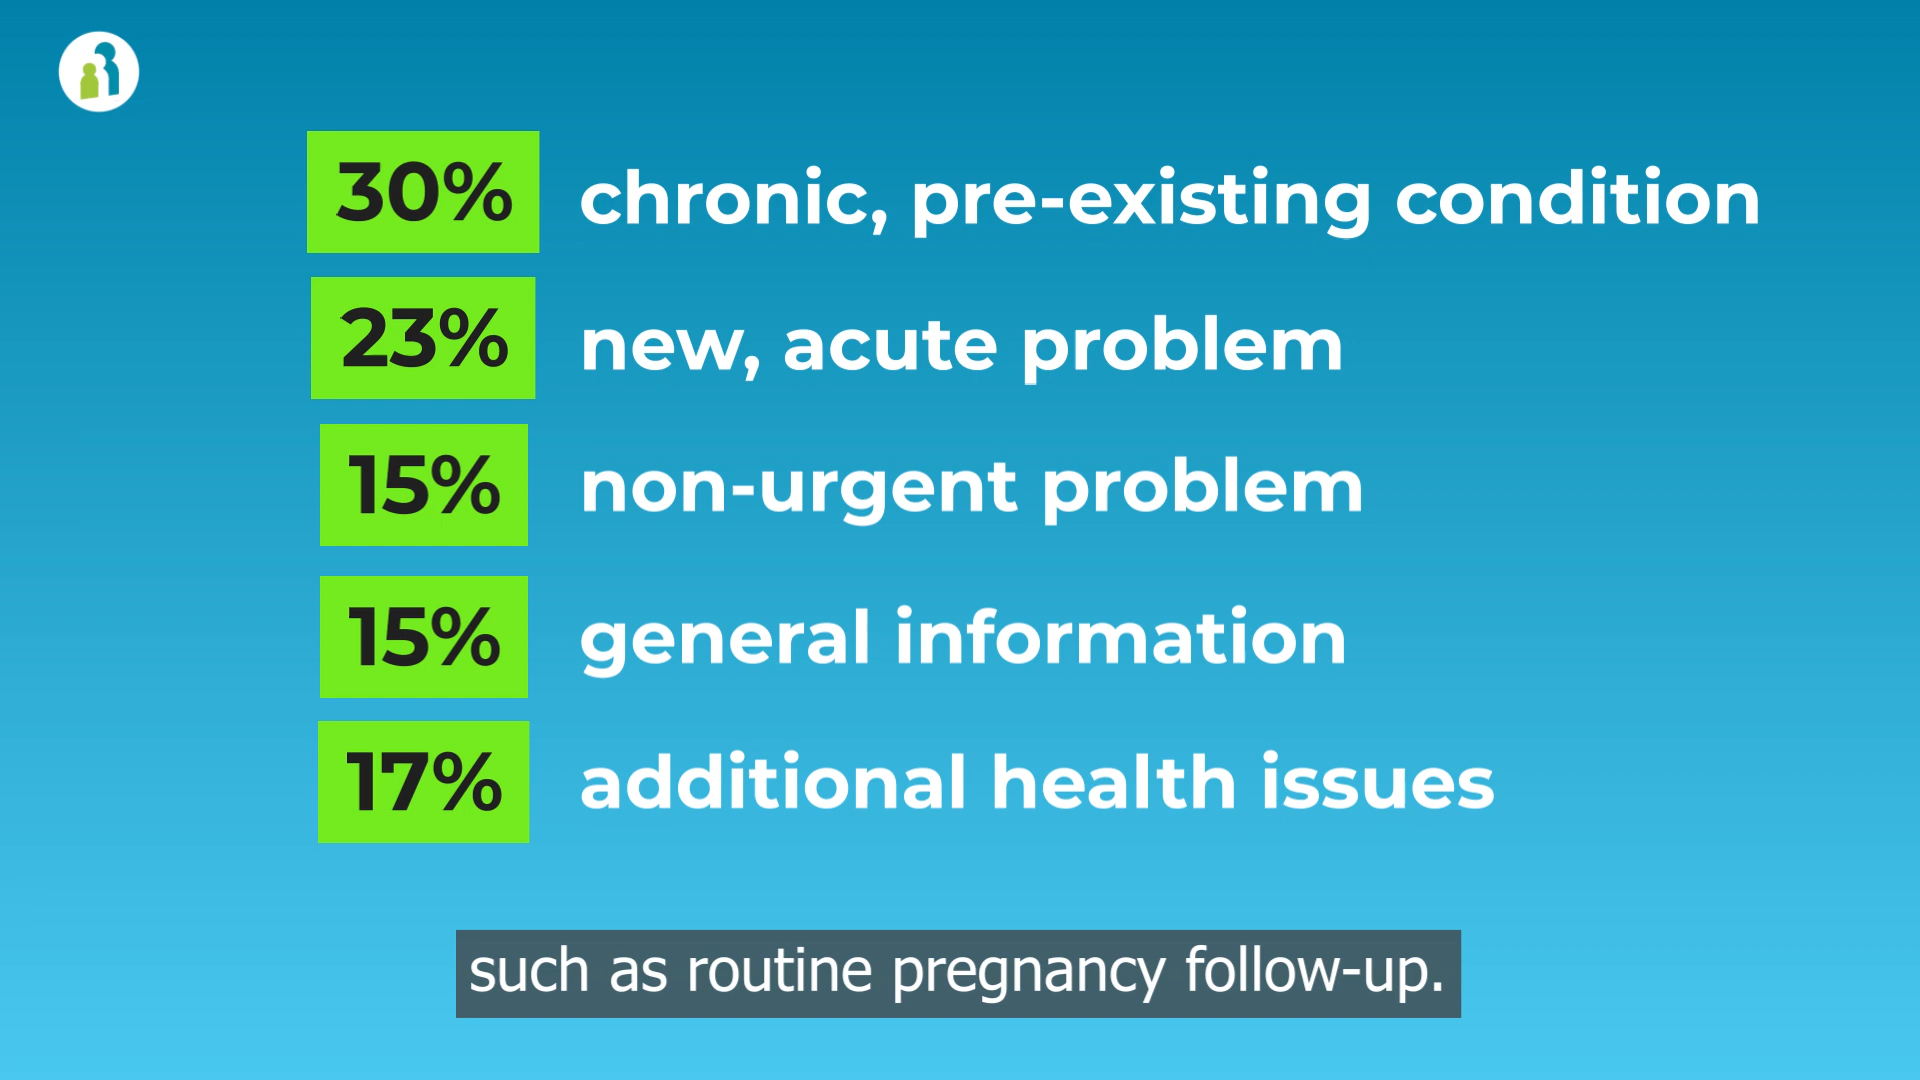 30% chronic, pre-existing condition
23% new, acute problem
15% non-urgent problem
15% general information
17% additional health issues
such as routine pregnancy follow-up.